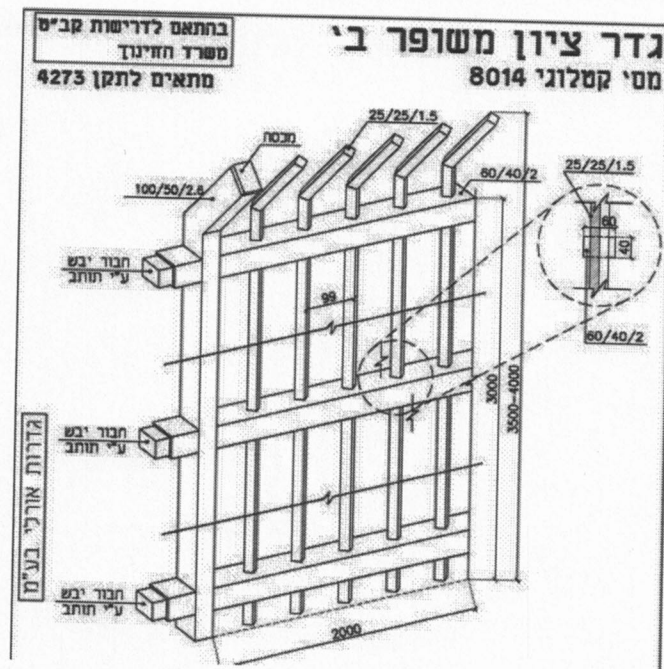 גדר ציון משופר ב'
מס' קטלוגי 8014
בהתאם לדרישות קב"ט
משרד החינוך
מתאים לתקן 4273
25/25/1.5
מכסה
100/50/2.6
60/40/2
25/25/1.5
60
40
60/40/2
חבור יבש
ע"י תותב
99
3000
3500-4000
חבור יבש
ע"י תותב
גדרות אורלי בע"מ
חבור יבש
ע"י תותב
2000